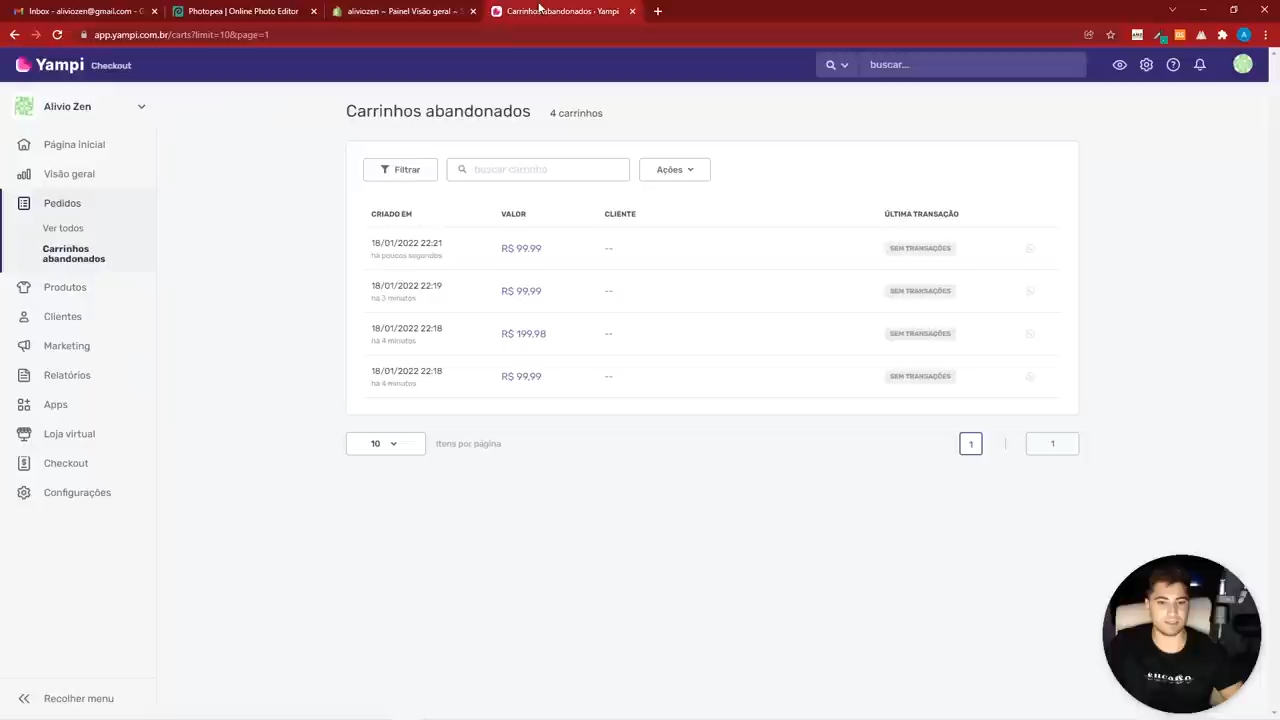 Inbox - aliviozen@gmail.com - G
Photopea | Online Photo Editor
aliviozen ~ Painel Visão geral ~ S
Carrinhos abandonados - Yampi
app.yampi.com.br/carts?limit=10&page=1
Yampi Checkout
buscar...
Alivio Zen
Carrinhos abandonados 4 carrinhos
Página inicial
Visão geral
Pedidos
Ver todos
Carrinhos
abandonados
Produtos
Clientes
Marketing
Relatórios
Apps
Loja virtual
Checkout
Configurações
Recolher menu
Filtrar
buscar carrinho
Ações
CRIADO EM VALOR CLIENTE ÚLTIMA TRANSAÇÃO
18/01/2022 22:21
há poucos segundos
R$ 99,99 -- SEM TRANSAÇÕES
18/01/2022 22:19
há 3 minutos
R$ 99,99 -- SEM TRANSAÇÕES
18/01/2022 22:18
há 4 minutos
R$ 199,98 -- SEM TRANSAÇÕES
18/01/2022 22:18
há 4 minutos
R$ 99,99 -- SEM TRANSAÇÕES
10 Itens por página 1 | 1